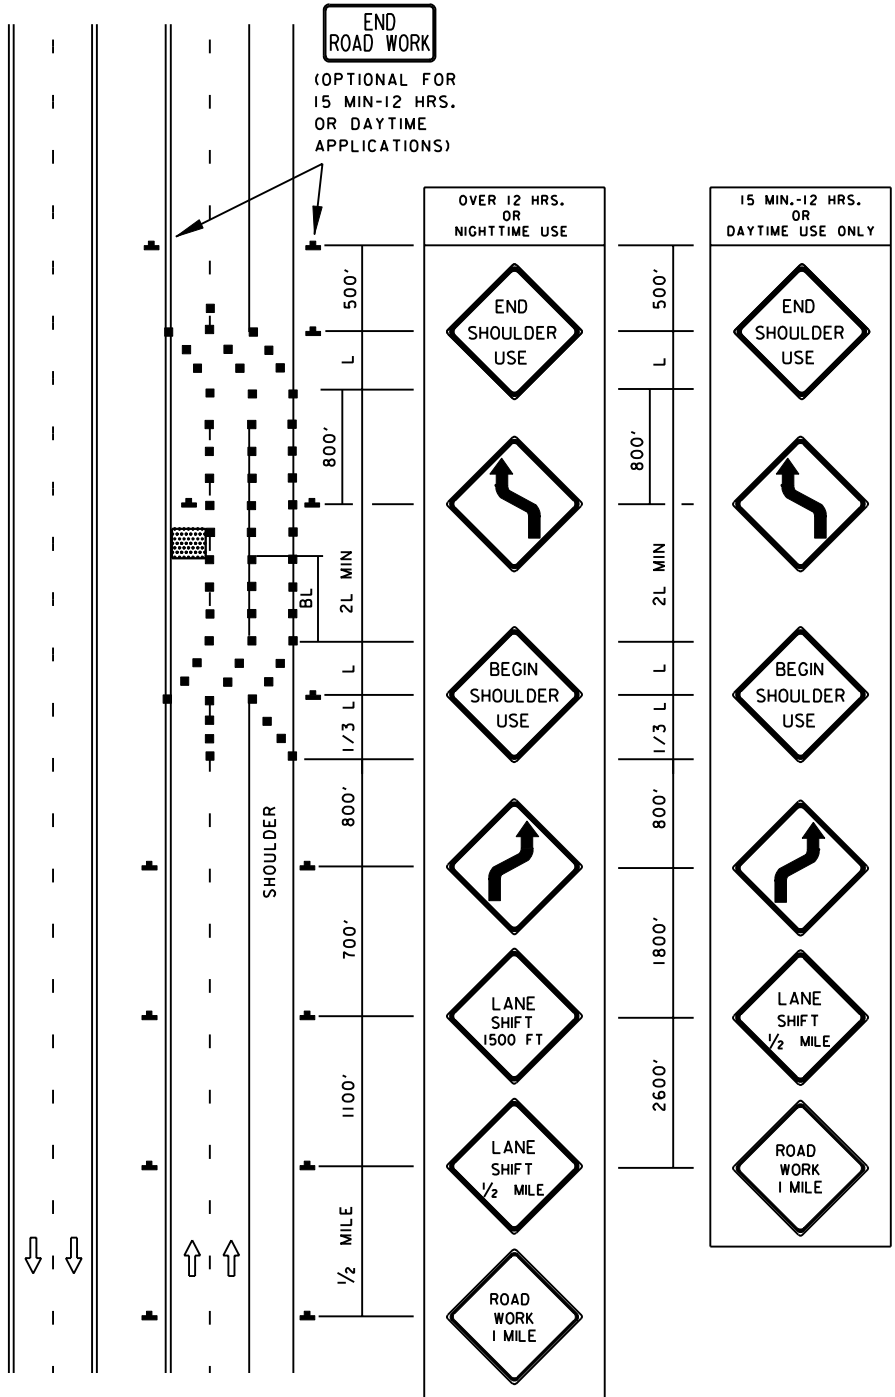 END
ROAD WORK
(OPTIONAL FOR
15 MIN-12 HRS.
OR DAYTIME
APPLICATIONS)
500'
L
800'
2L MIN
BL
L
1/3 L
800'
SHOULDER
700'
1100'
1/2 MILE
OVER 12 HRS.
OR
NIGHTTIME USE
END
SHOULDER
USE
BEGIN
SHOULDER
USE
LANE
SHIFT
1500 FT
LANE
SHIFT
1/2 MILE
ROAD
WORK
1 MILE
500'
L
800'
2L MIN
L
1/3 L
800'
1800'
2600'
15 MIN.-12 HRS.
OR
DAYTIME USE ONLY
END
SHOULDER
USE
BEGIN
SHOULDER
USE
LANE
SHIFT
1/2 MILE
ROAD
WORK
1 MILE